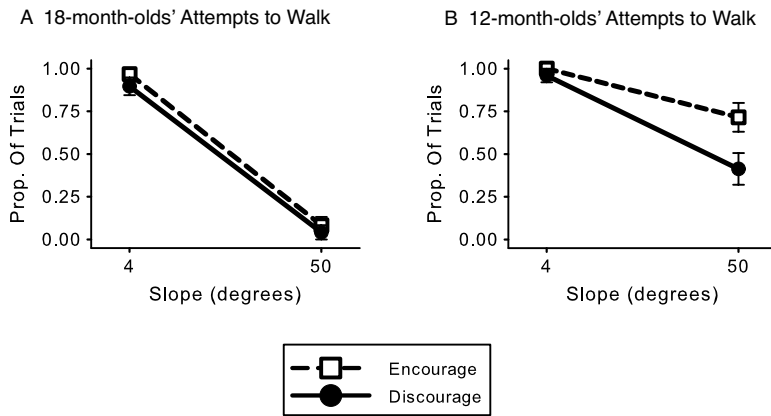 A 18-month-olds' Attempts to Walk
Prop. Of Trials
1.00
0.75
0.50
0.25
0.00
4
50
Slope (degrees)
B 12-month-olds' Attempts to Walk
Prop. Of Trials
1.00
0.75
0.50
0.25
0.00
4
50
Slope (degrees)
Encourage
Discourage